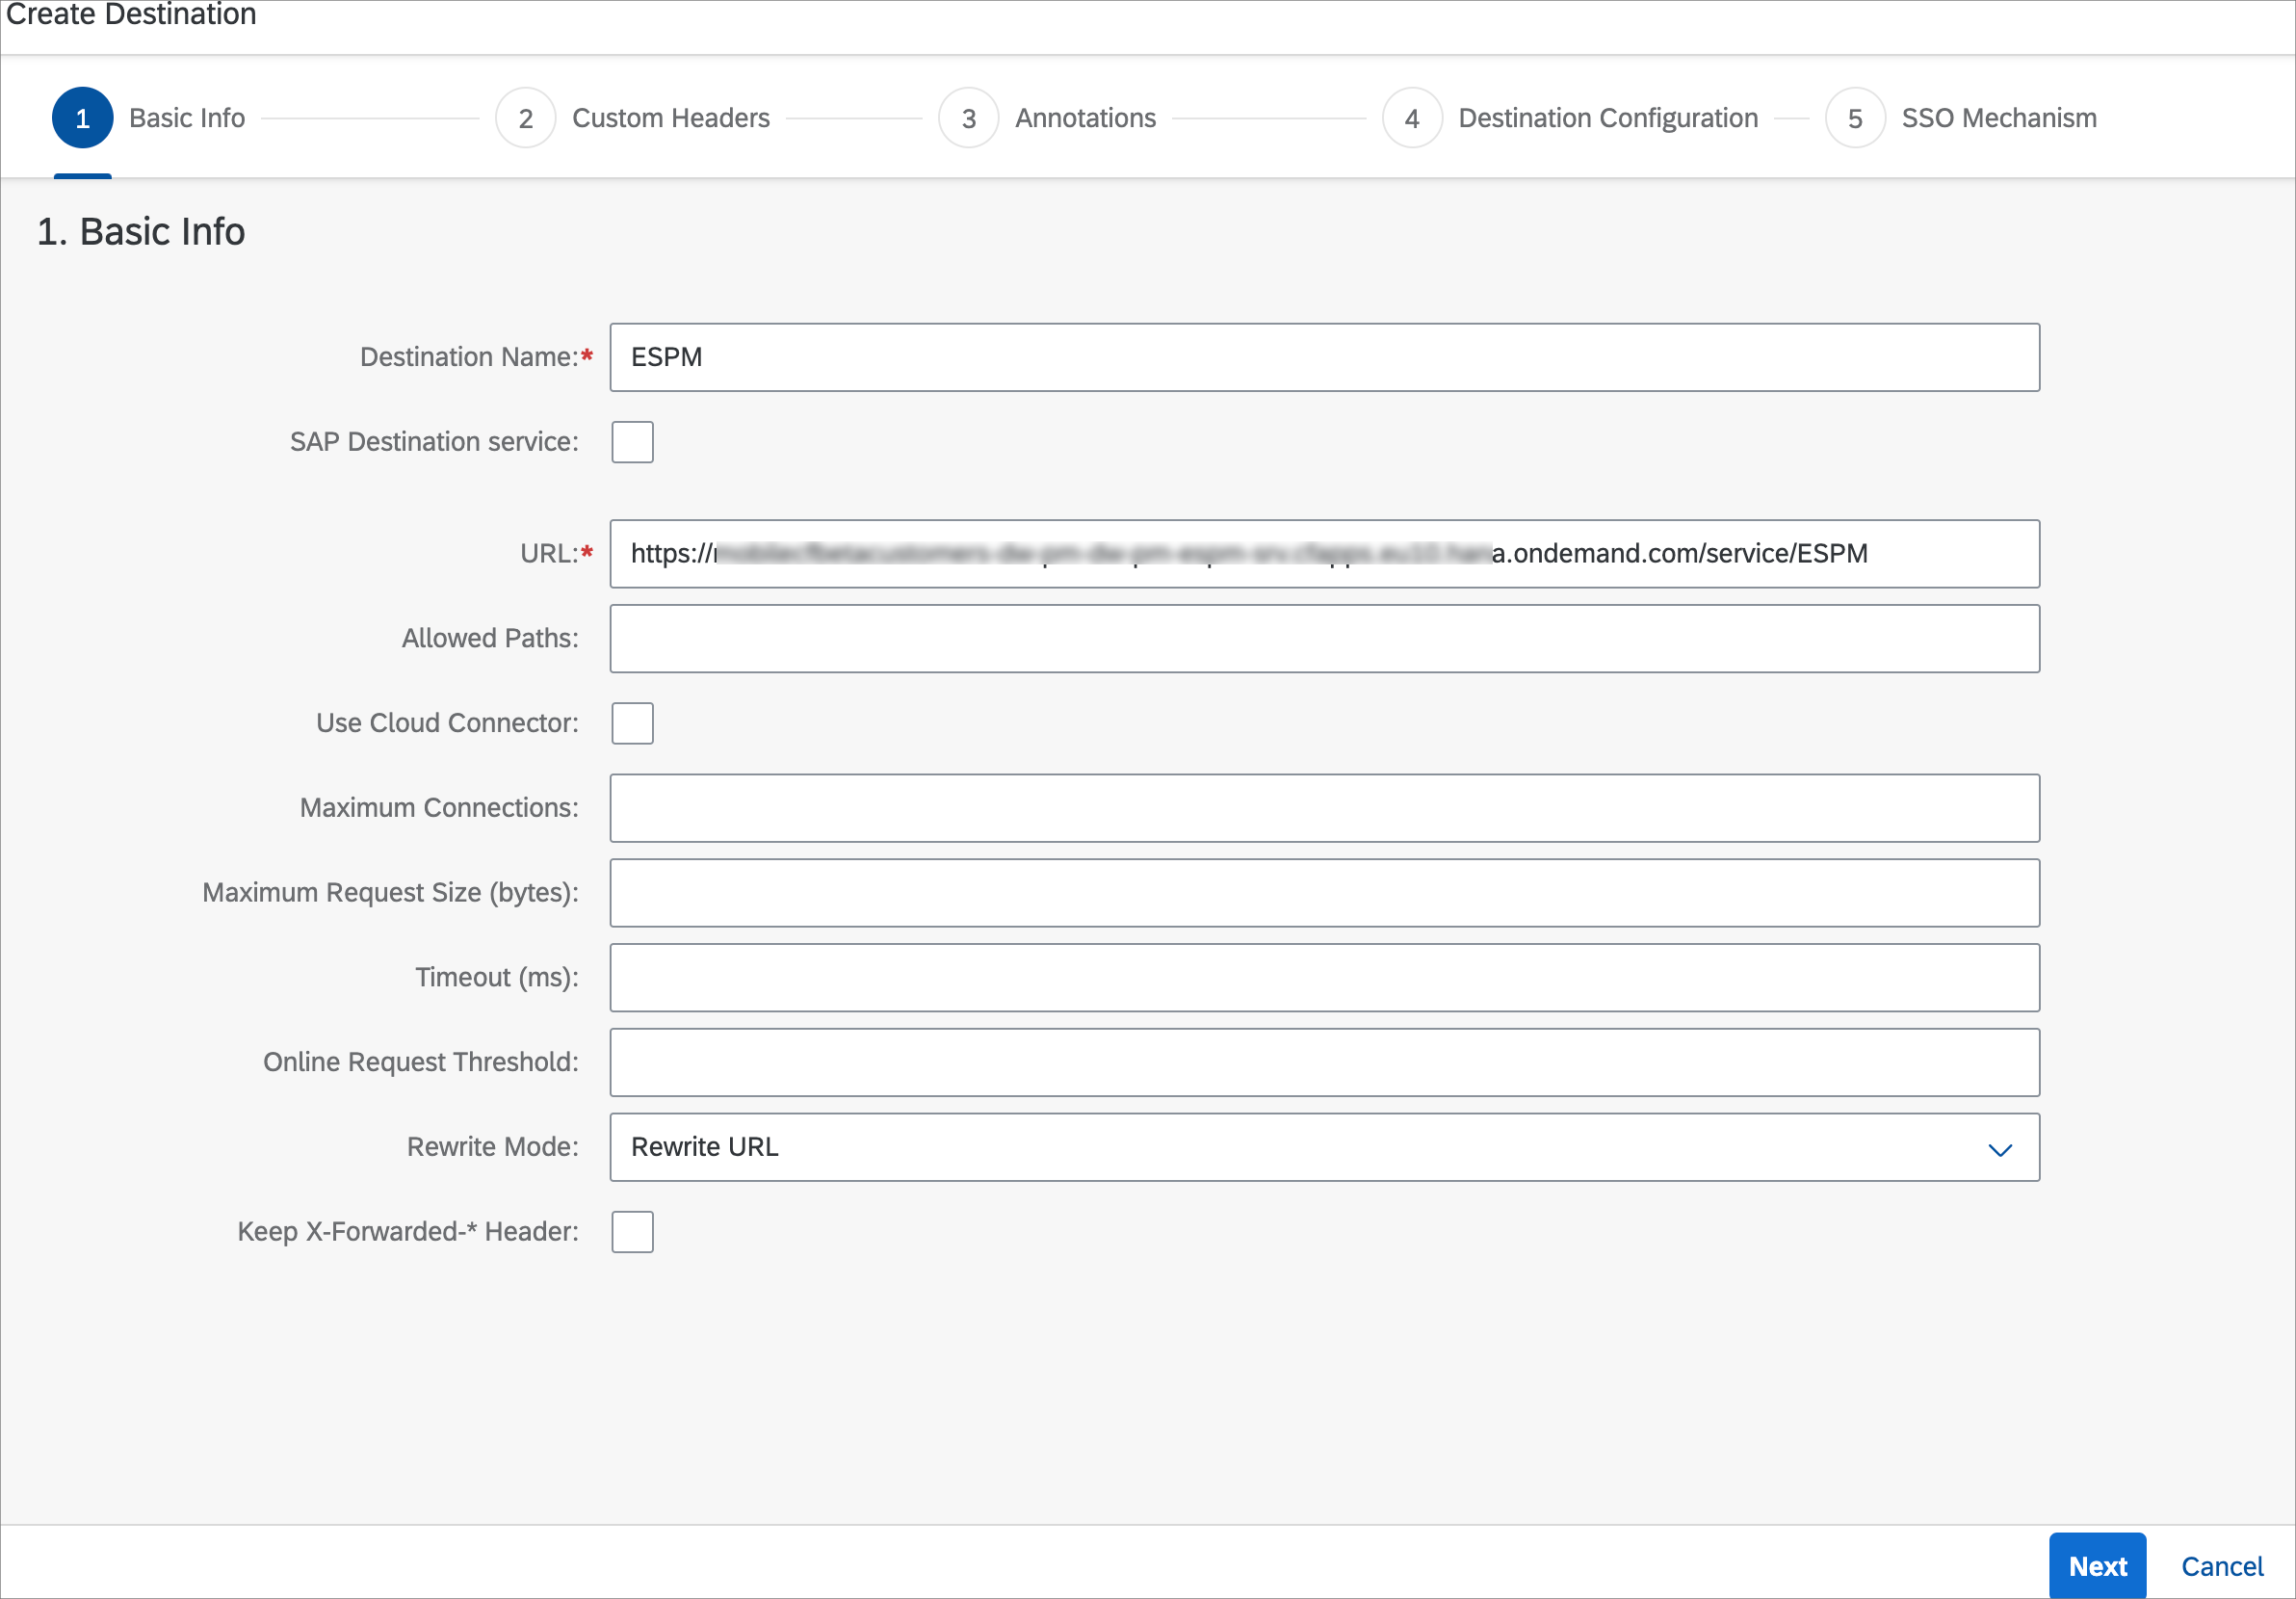 Create Destination
1 Basic Info 2 Custom Headers 3 Annotations 4 Destination Configuration 5 SSO Mechanism
1. Basic Info
Destination Name:* ESPM
SAP Destination service:
URL:* https:// a.ondemand.com/service/ESPM
Allowed Paths:
Use Cloud Connector:
Maximum Connections:
Maximum Request Size (bytes):
Timeout (ms):
Online Request Threshold:
Rewrite Mode: Rewrite URL
Keep X-Forwarded-* Header:
Next Cancel